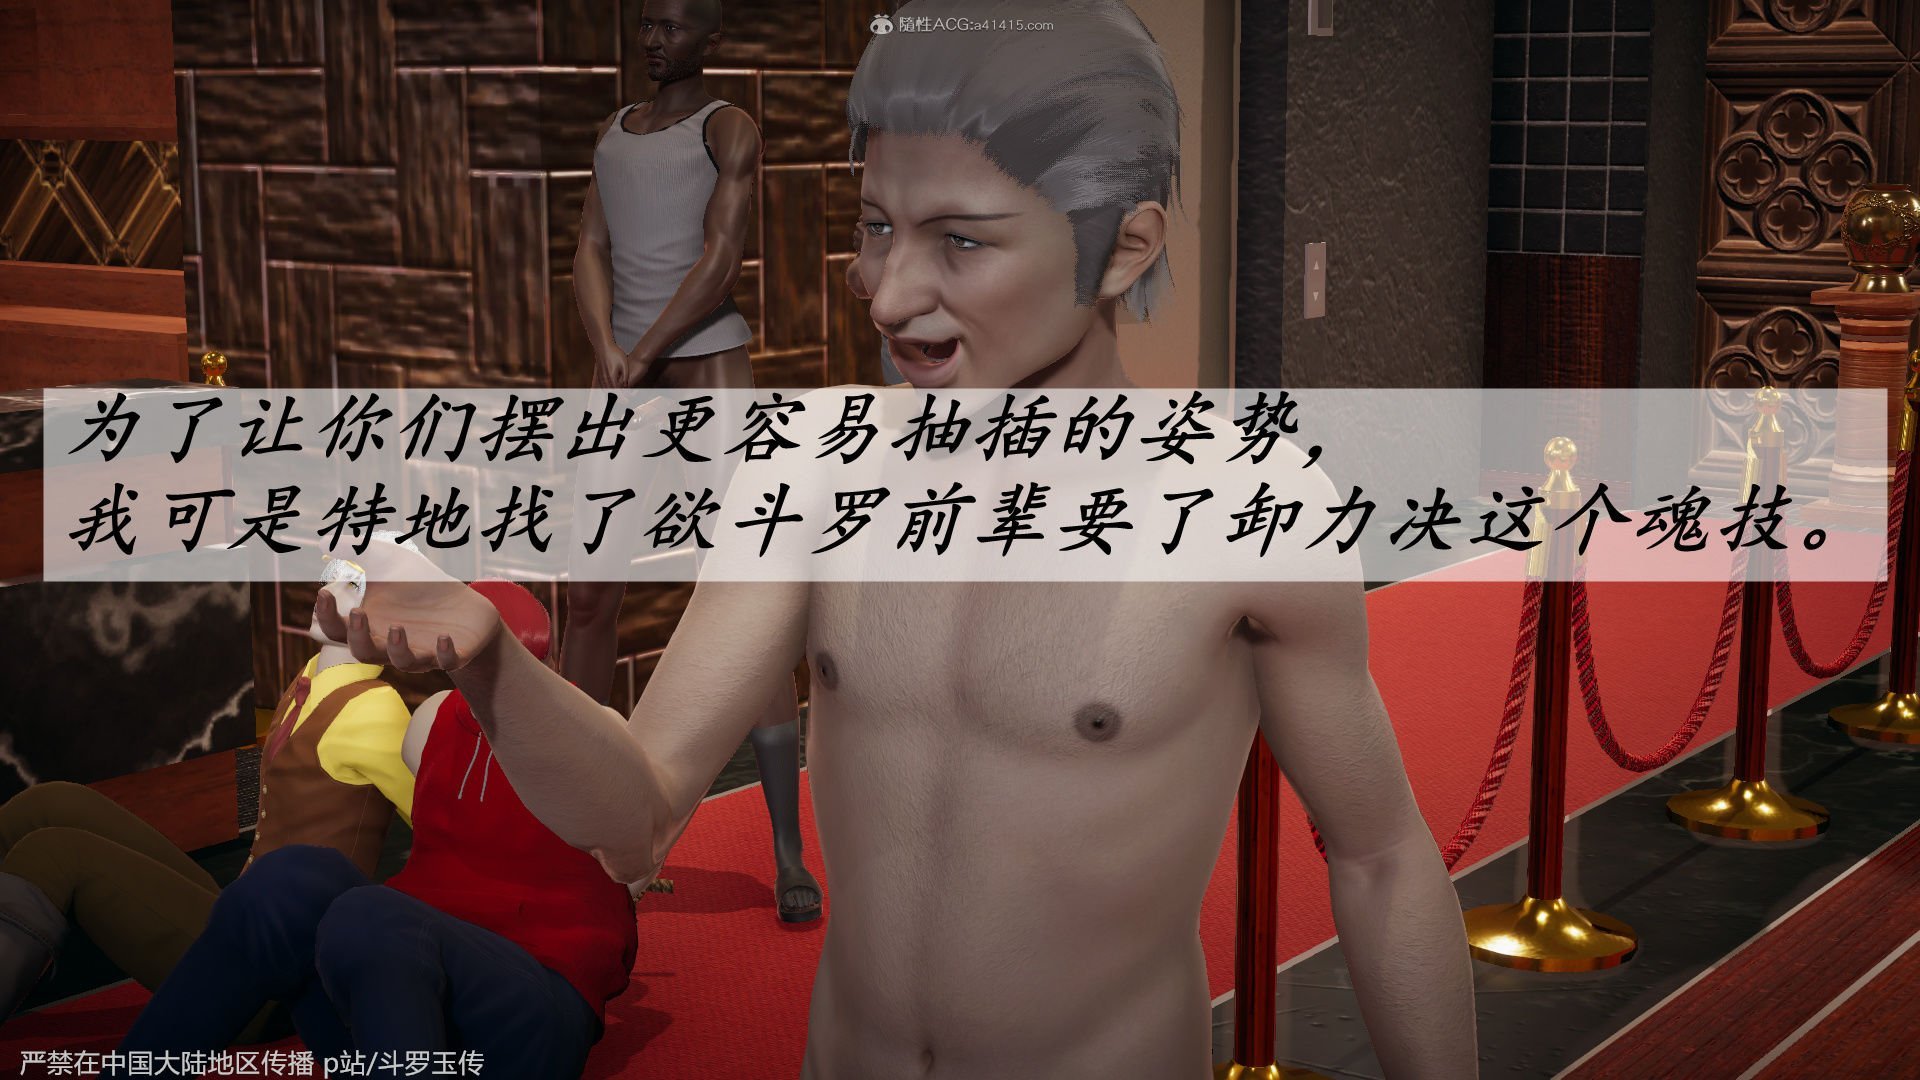 隨性ACG:a41415.com
为了让你们摆出更容易抽插的姿势，
我可是特地找了欲斗罗前辈要了卸力决这个魂技。
严禁在中国大陆地区传播 p站/斗罗玉传